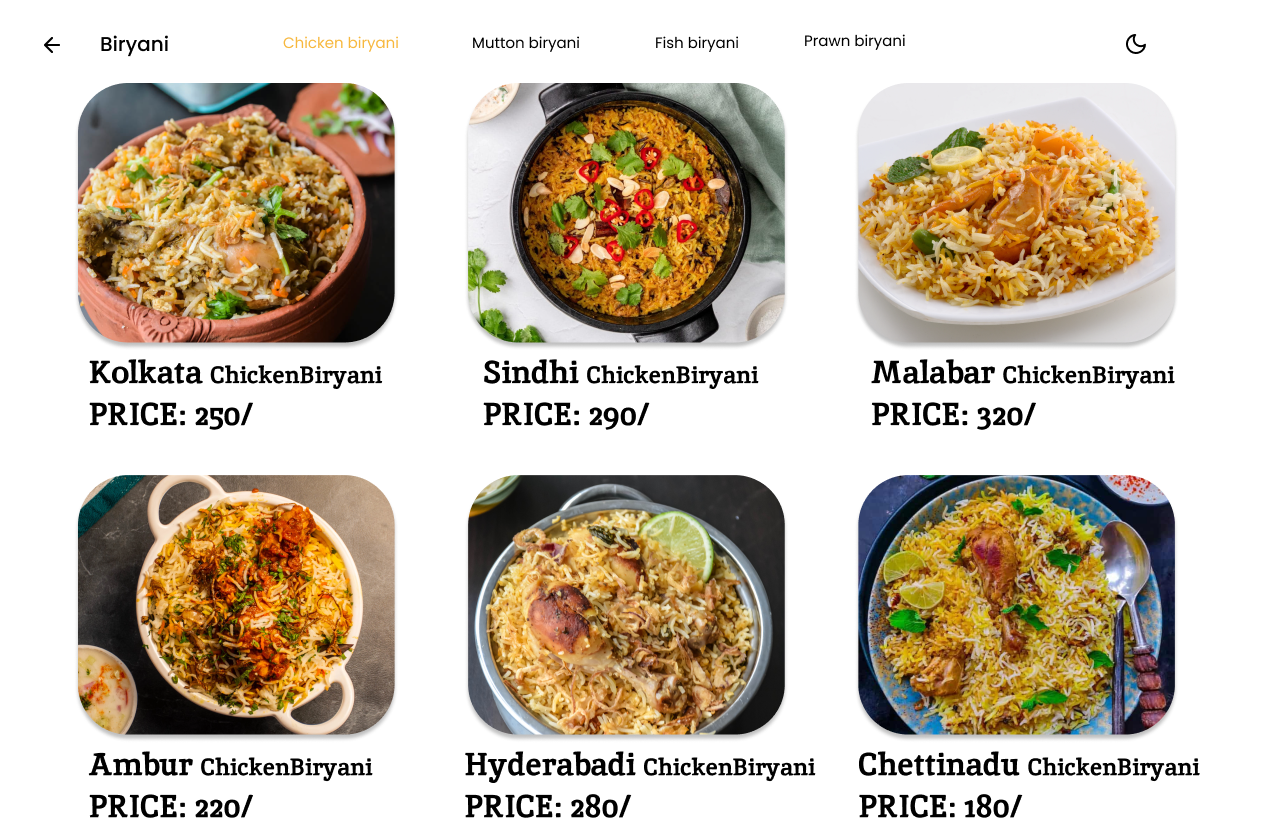 Biryani
Chicken biryani
Mutton biryani
Fish biryani
Prawn biryani
Kolkata ChickenBiryani
PRICE: 250/
Sindhi ChickenBiryani
PRICE: 290/
Malabar ChickenBiryani
PRICE: 320/
Ambur ChickenBiryani
PRICE: 220/
Hyderabadi ChickenBiryani
PRICE: 280/
Chettinadu ChickenBiryani
PRICE: 180/